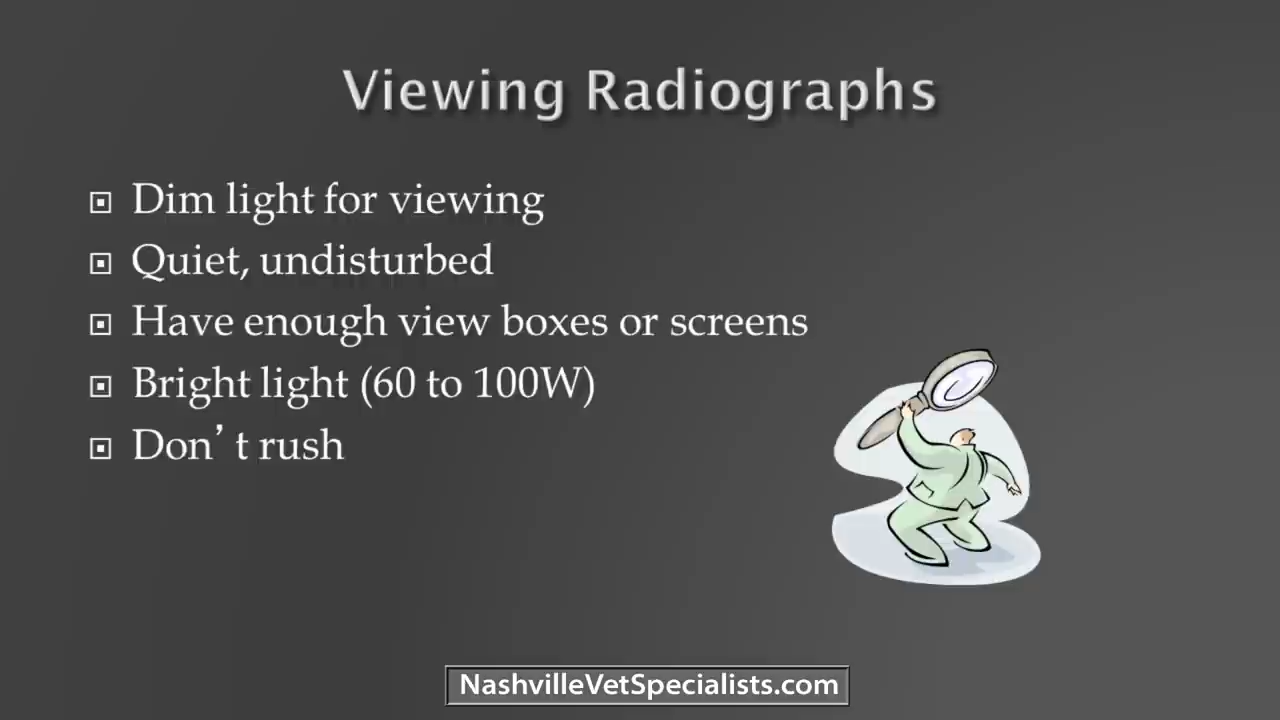 Viewing Radiographs
Dim light for viewing
Quiet, undisturbed
Have enough view boxes or screens
Bright light (60 to 100W)
Don’t rush
NashvilleVetSpecialists.com